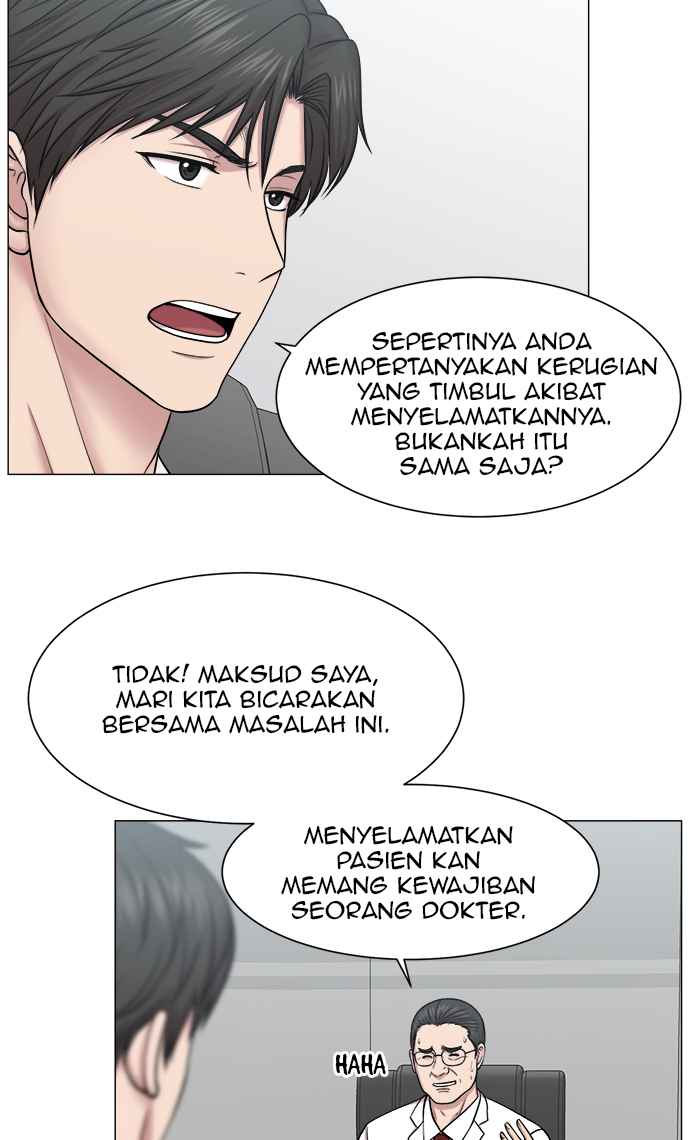 SEPERTINYA ANDA
MEMPERTANYAKAN KERUGIAN
YANG TIMBUL AKIBAT
MENYELAMATKANNYA.
BUKANKAH ITU
SAMA SAJA?
TIDAK! MAKSUD SAYA,
MARI KITA BICARAKAN
BERSAMA MASALAH INI.
MENYELAMATKAN
PASIEN KAN
MEMANG KEWAJIBAN
SEORANG DOKTER.
HAHA